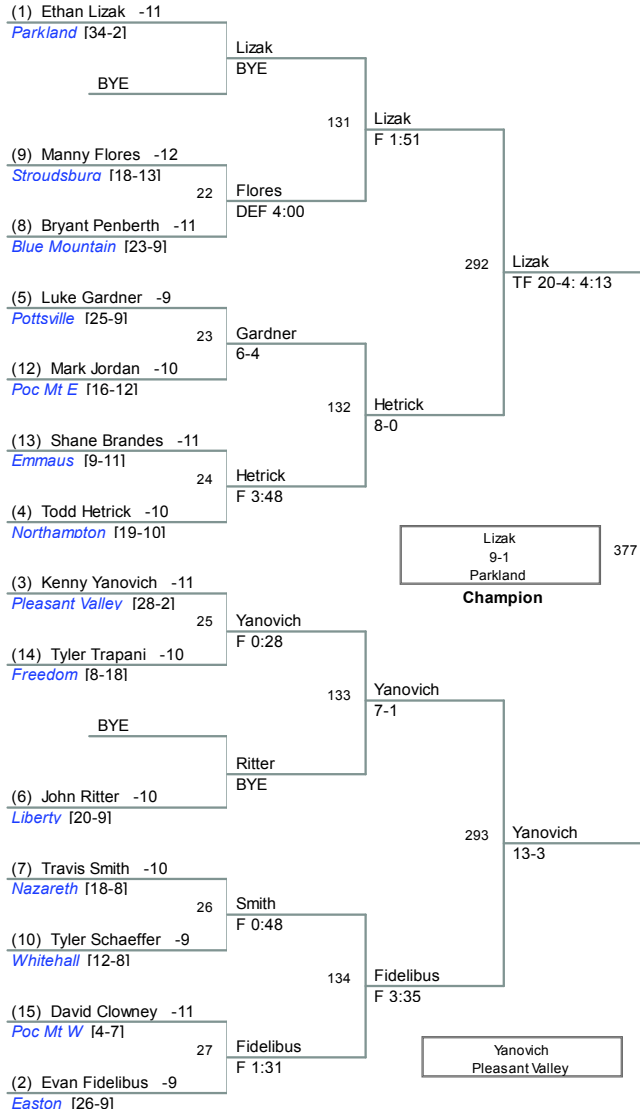 (1) Ethan Lizak -11
Parkland [34-2]
Lizak
BYE
BYE
131
Lizak
F 1:51
(9) Manny Flores -12
Stroudsburg [18-13]
22
Flores
DEF 4:00
(8) Bryant Penberth -11
Blue Mountain [23-9]
292
Lizak
TF 20-4: 4:13
(5) Luke Gardner -9
Pottsville [25-9]
23
Gardner
6-4
(12) Mark Jordan -10
Poc Mt E [16-12]
132
Hetrick
8-0
(13) Shane Brandes -11
Emmaus [9-11]
24
Hetrick
F 3:48
(4) Todd Hetrick -10
Northampton [19-10]
Lizak
9-1
Parkland
377
Champion
(3) Kenny Yanovich -11
Pleasant Valley [28-2]
25
Yanovich
F 0:28
(14) Tyler Trapani -10
Freedom [8-18]
133
Yanovich
7-1
BYE
Ritter
BYE
(6) John Ritter -10
Liberty [20-9]
293
Yanovich
13-3
(7) Travis Smith -10
Nazareth [18-8]
26
Smith
F 0:48
(10) Tyler Schaeffer -9
Whitehall [12-8]
134
Fidelibus
F 3:35
(15) David Clowney -11
Poc Mt W [4-7]
27
Fidelibus
F 1:31
(2) Evan Fidelibus -9
Easton [26-9]
Yanovich
Pleasant Valley